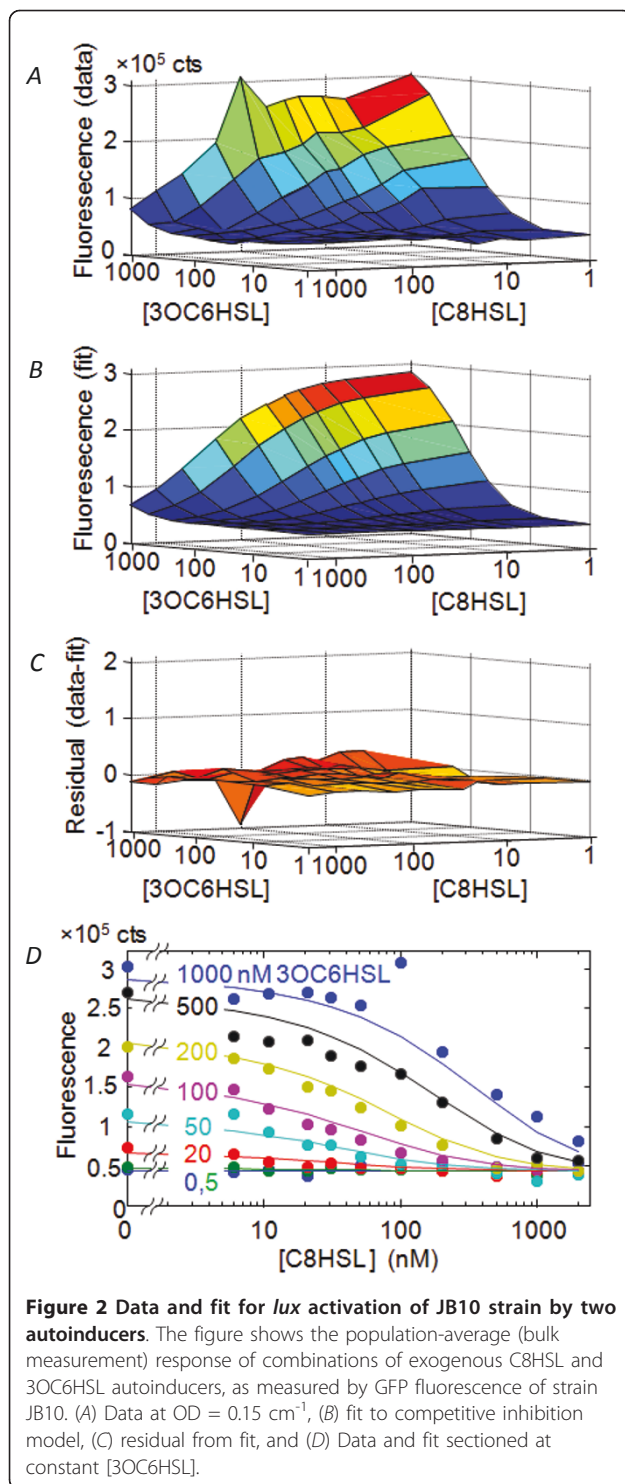 A
×10⁵ cts
3
2
1
0
Fluoresecence (data)
1000
100
10
1
[3OC6HSL]
1000
100
10
1
[C8HSL]
B
3
2
1
0
Fluoresecence (fit)
1000
100
10
1
[3OC6HSL]
1000
100
10
1
[C8HSL]
C
2
1
0
-1
Residual (data-fit)
1000
100
10
1
[3OC6HSL]
1000
100
10
1
[C8HSL]
D
×10⁵ cts
3
2.5
2
1.5
1
0.5
0
Fluorescence
1000 nM 3OC6HSL
500
200
100
50
20
0,5
0
10
100
1000
[C8HSL] (nM)
Figure 2 Data and fit for lux activation of JB10 strain by two
autoinducers. The figure shows the population-average (bulk
measurement) response of combinations of exogenous C8HSL and
3OC6HSL autoinducers, as measured by GFP fluorescence of strain
JB10. (A) Data at OD = 0.15 cm⁻¹, (B) fit to competitive inhibition
model, (C) residual from fit, and (D) Data and fit sectioned at
constant [3OC6HSL].